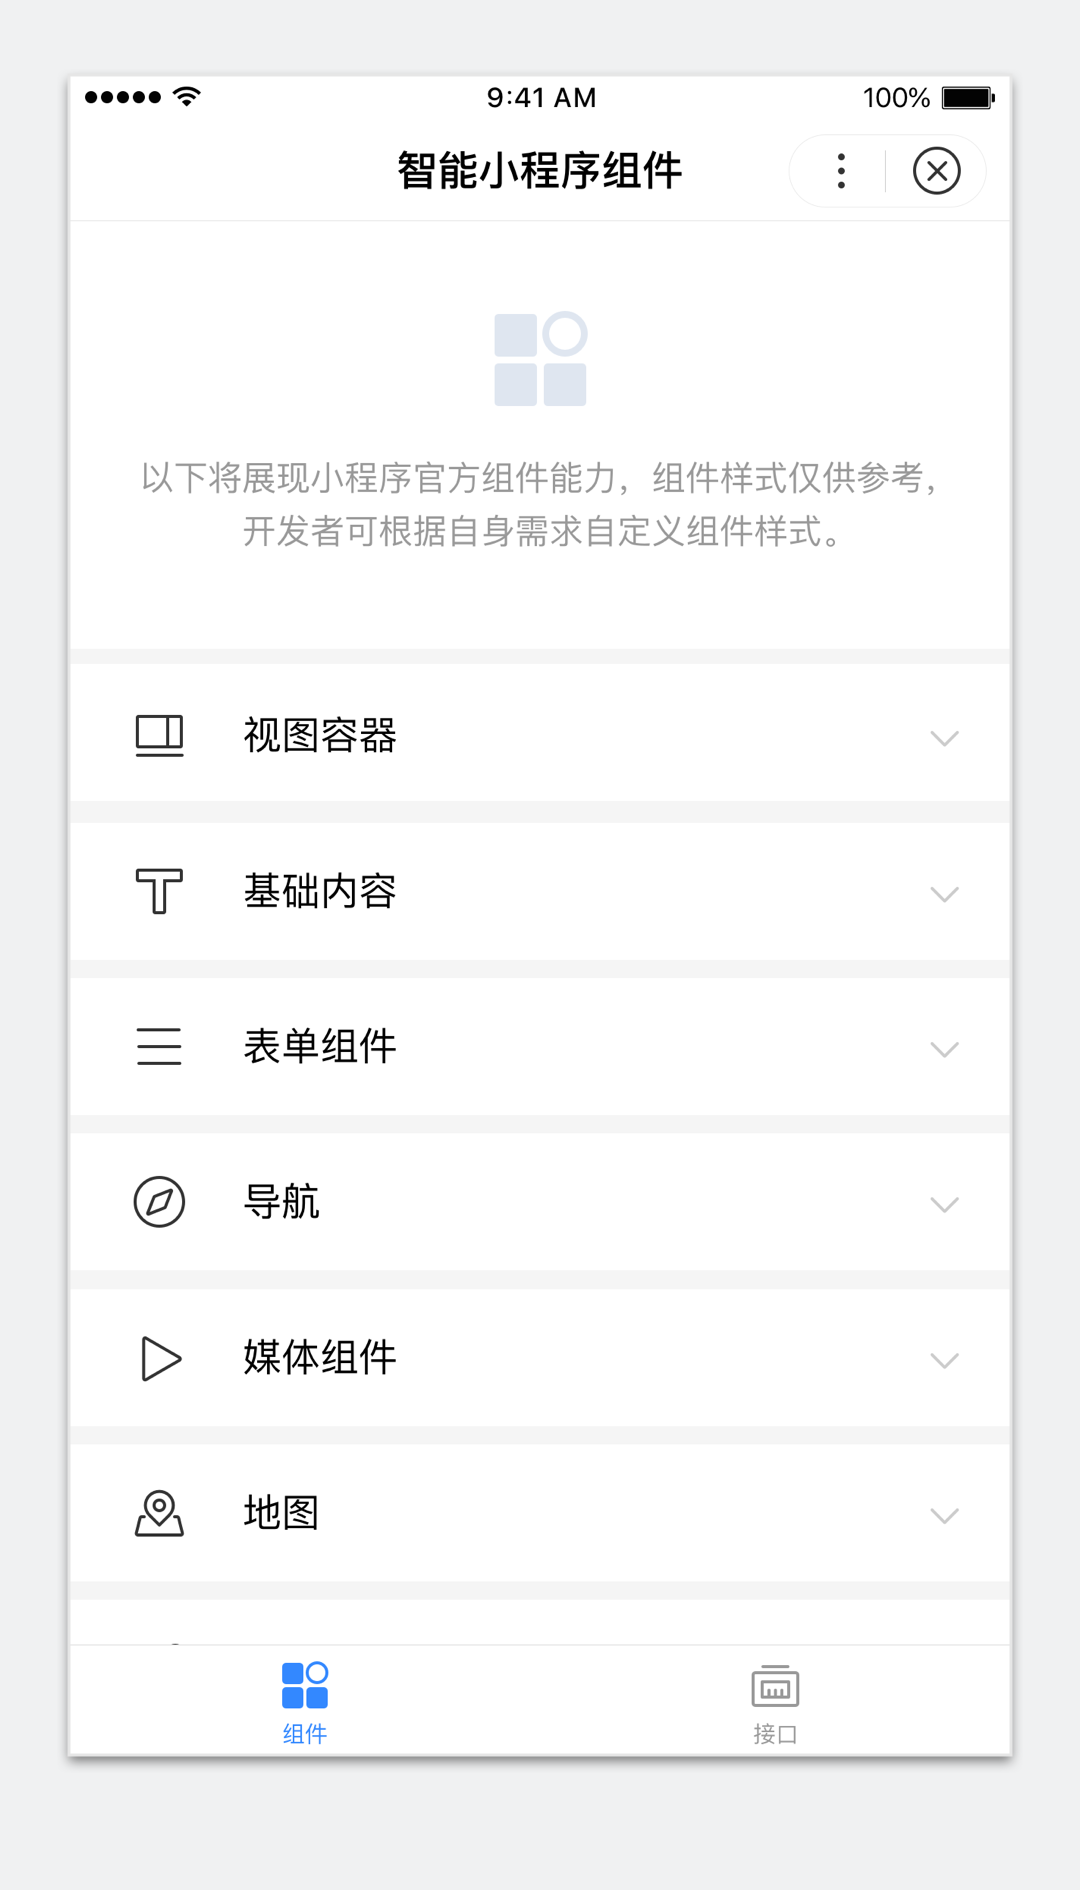 9:41 AM
100%
智能小程序组件
以下将展现小程序官方组件能力，组件样式仅供参考，
开发者可根据自身需求自定义组件样式。
视图容器
基础内容
表单组件
导航
媒体组件
地图
组件
接口